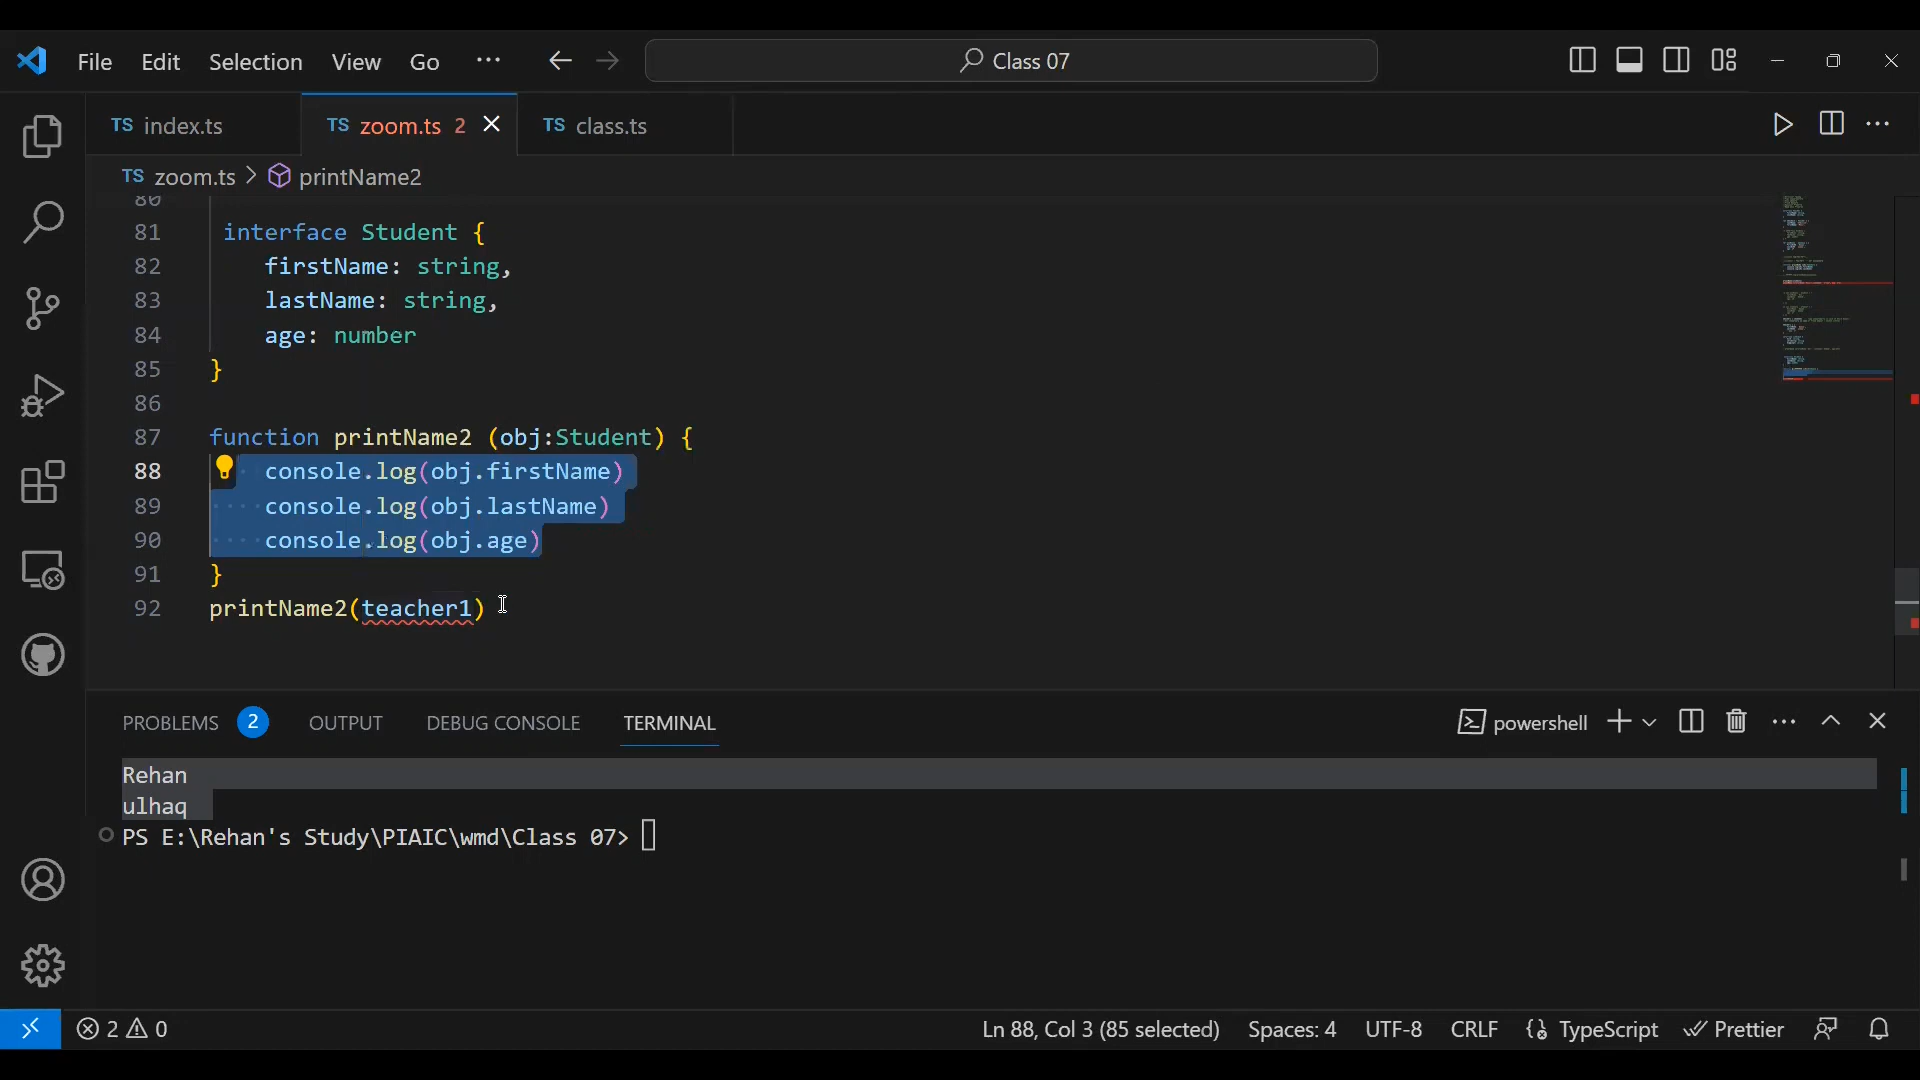 File Edit Selection View Go ··· Class 07
TS index.ts TS zoom.ts 2 TS class.ts
TS zoom.ts > printName2
80
81 interface Student {
82 firstName: string,
83 lastName: string,
84 age: number
85 }
86
87 function printName2 (obj:Student) {
88 console.log(obj.firstName)
89 console.log(obj.lastName)
90 console.log(obj.age)
91 }
92 printName2(teacher1)
PROBLEMS 2 OUTPUT DEBUG CONSOLE TERMINAL powershell
Rehan
ulhaq
PS E:\Rehan's Study\PIAIC\wmd\Class 07>
2 0 Ln 88, Col 3 (85 selected) Spaces: 4 UTF-8 CRLF {} TypeScript Prettier